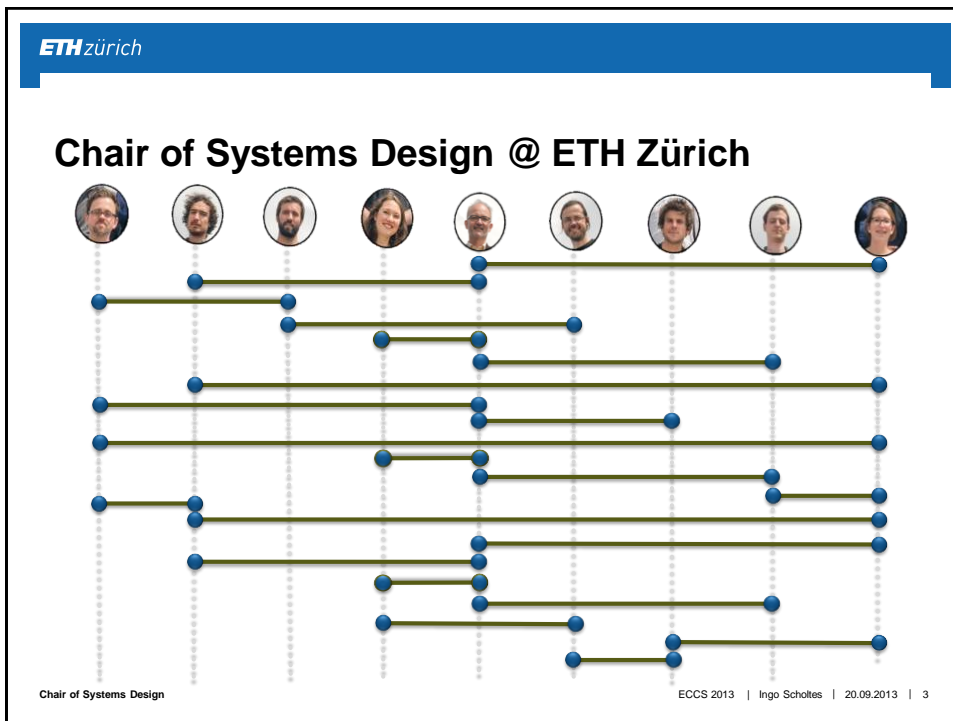 ETH zürich
Chair of Systems Design @ ETH Zürich
Chair of Systems Design
ECCS 2013 | Ingo Scholtes | 20.09.2013 | 3